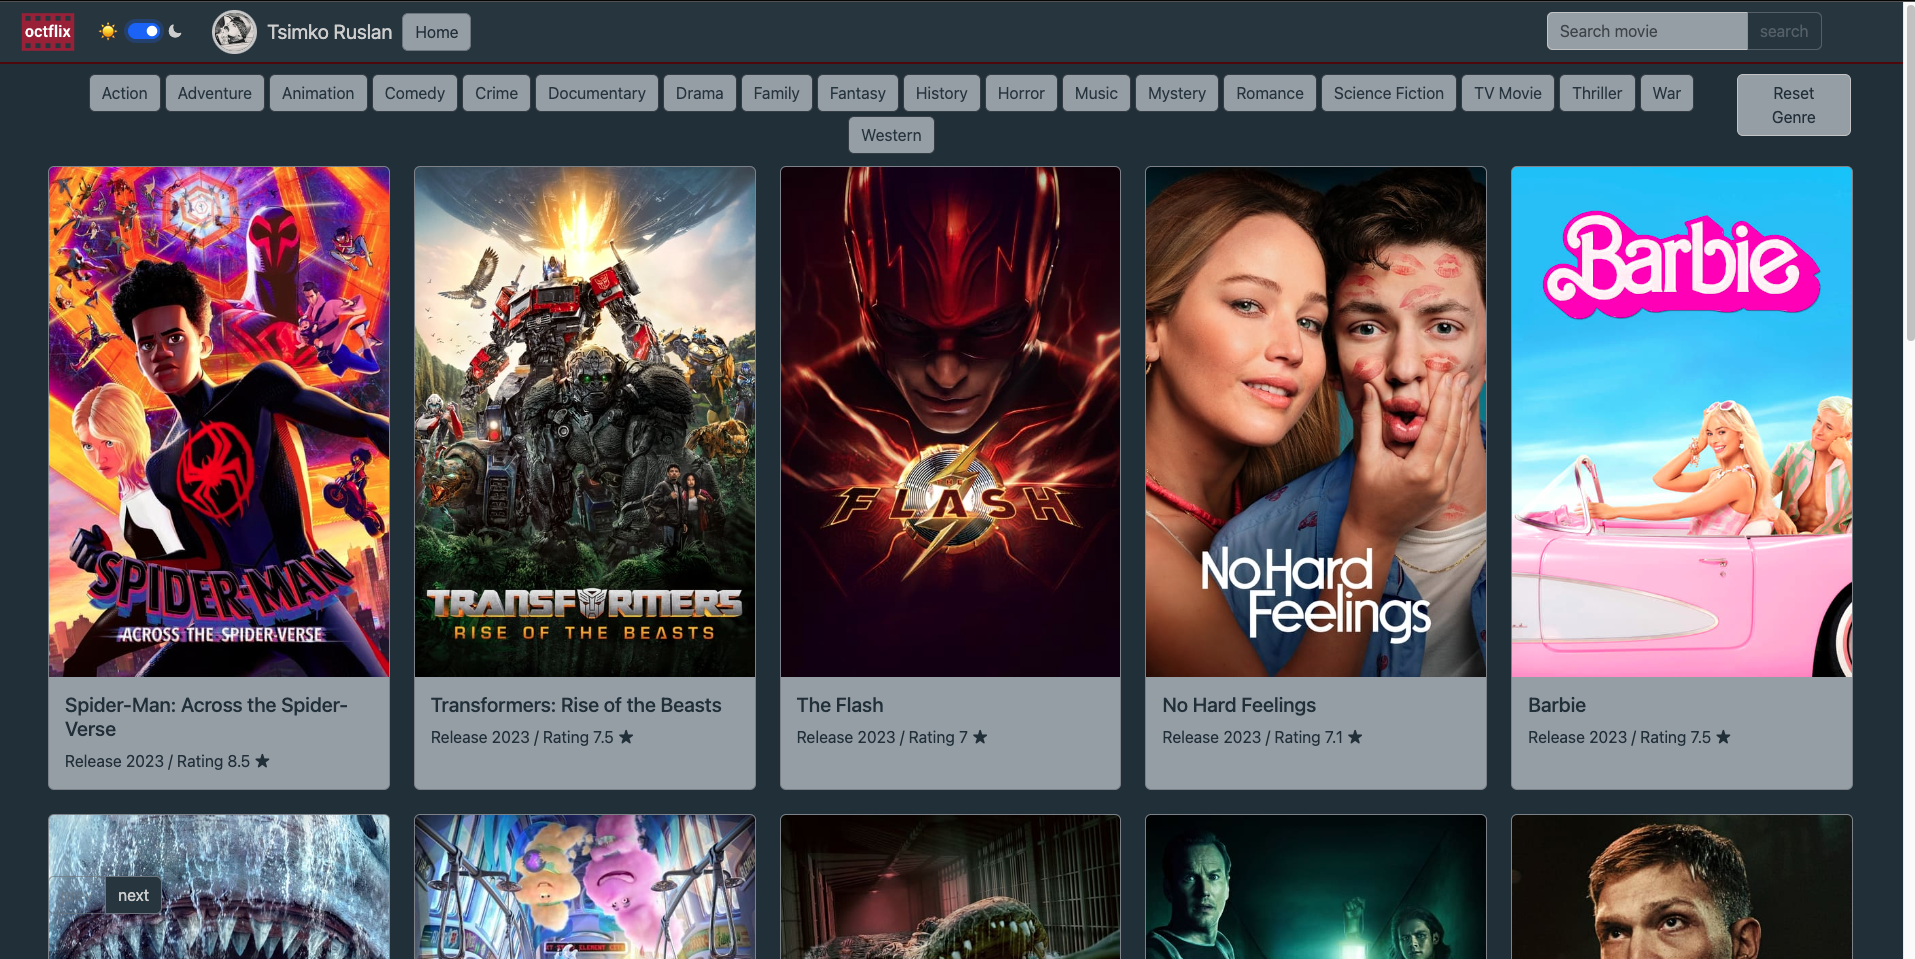 octflix
Tsimko Ruslan
Home
Search movie
search
Action
Adventure
Animation
Comedy
Crime
Documentary
Drama
Family
Fantasy
History
Horror
Music
Mystery
Romance
Science Fiction
TV Movie
Thriller
War
Western
Reset
Genre
SPIDER-MAN
ACROSS THE SPIDER-VERSE
TRANSFORMERS
RISE OF THE BEASTS
THE
FLASH
No Hard
Feelings
Barbie
Spider-Man: Across the Spider-
Verse
Release 2023 / Rating 8.5 ★
Transformers: Rise of the Beasts
Release 2023 / Rating 7.5 ★
The Flash
Release 2023 / Rating 7 ★
No Hard Feelings
Release 2023 / Rating 7.1 ★
Barbie
Release 2023 / Rating 7.5 ★
next